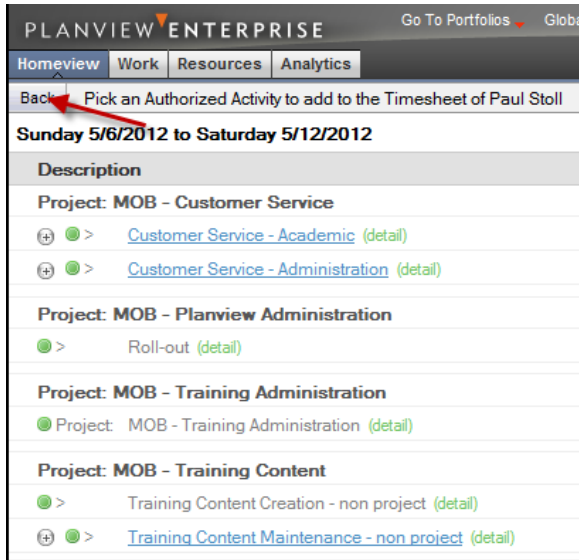 PLANVIEW ENTERPRISE Go To Portfolios
Homeview Work Resources Analytics
Back Pick an Authorized Activity to add to the Timesheet of Paul Stoll
Sunday 5/6/2012 to Saturday 5/12/2012
Description
Project: MOB - Customer Service
> Customer Service - Academic (detail)
> Customer Service - Administration (detail)
Project: MOB - Planview Administration
> Roll-out (detail)
Project: MOB - Training Administration
Project: MOB - Training Administration (detail)
Project: MOB - Training Content
> Training Content Creation - non project (detail)
> Training Content Maintenance - non project (detail)